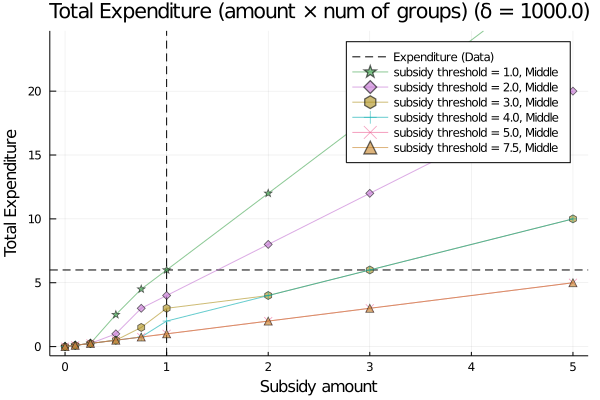 Total Expenditure (amount × num of groups) (δ = 1000.0)
Expenditure (Data)
subsidy threshold = 1.0, Middle
subsidy threshold = 2.0, Middle
subsidy threshold = 3.0, Middle
subsidy threshold = 4.0, Middle
subsidy threshold = 5.0, Middle
subsidy threshold = 7.5, Middle
Total Expenditure
20
15
10
5
0
0 1 2 3 4 5
Subsidy amount